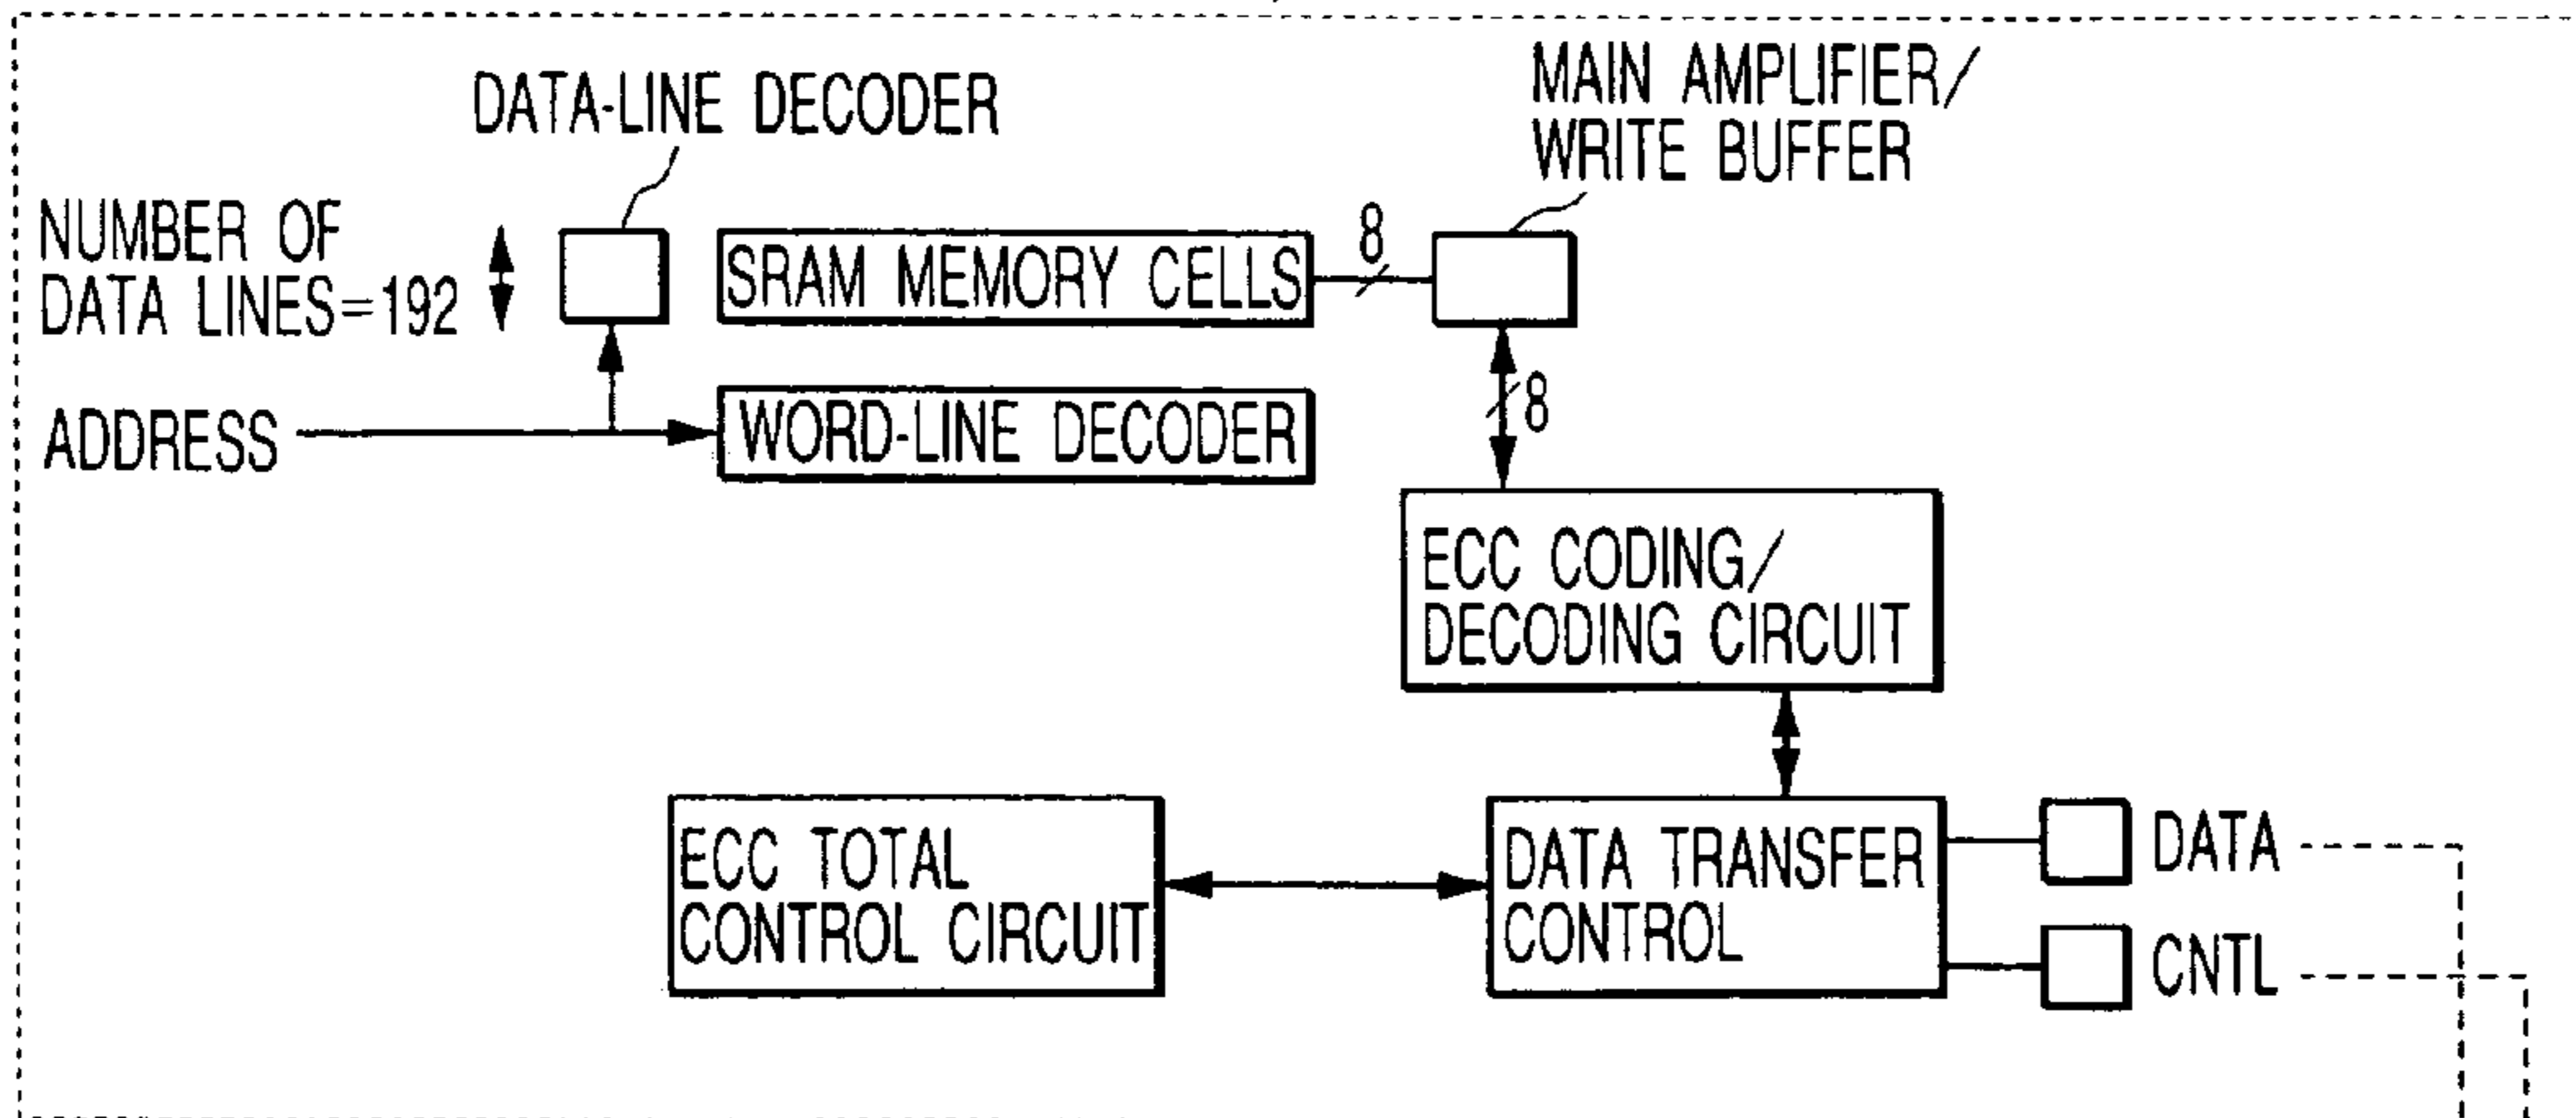 DATA-LINE DECODER
MAIN AMPLIFIER/
WRITE BUFFER
NUMBER OF
DATA LINES=192
SRAM MEMORY CELLS
8
ADDRESS
WORD-LINE DECODER
8
ECC CODING/
DECODING CIRCUIT
ECC TOTAL
CONTROL CIRCUIT
DATA TRANSFER
CONTROL
DATA
CNTL